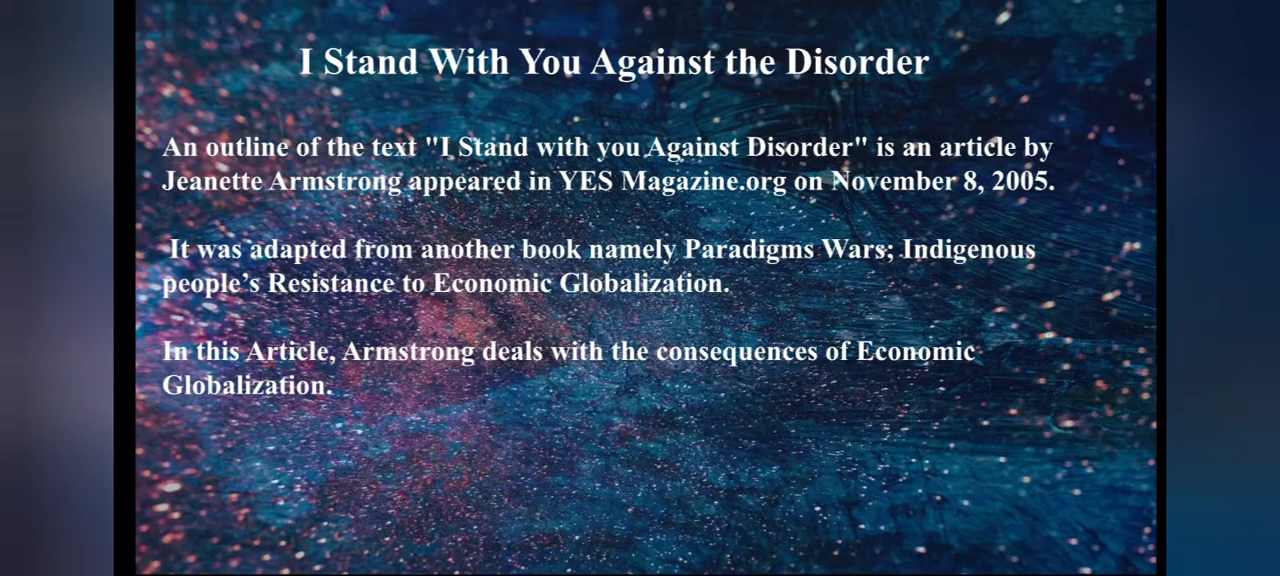 I Stand With You Against the Disorder
An outline of the text "I Stand with you Against Disorder" is an article by
Jeanette Armstrong appeared in YES Magazine.org on November 8, 2005.
It was adapted from another book namely Paradigms Wars; Indigenous
people’s Resistance to Economic Globalization.
In this Article, Armstrong deals with the consequences of Economic
Globalization.